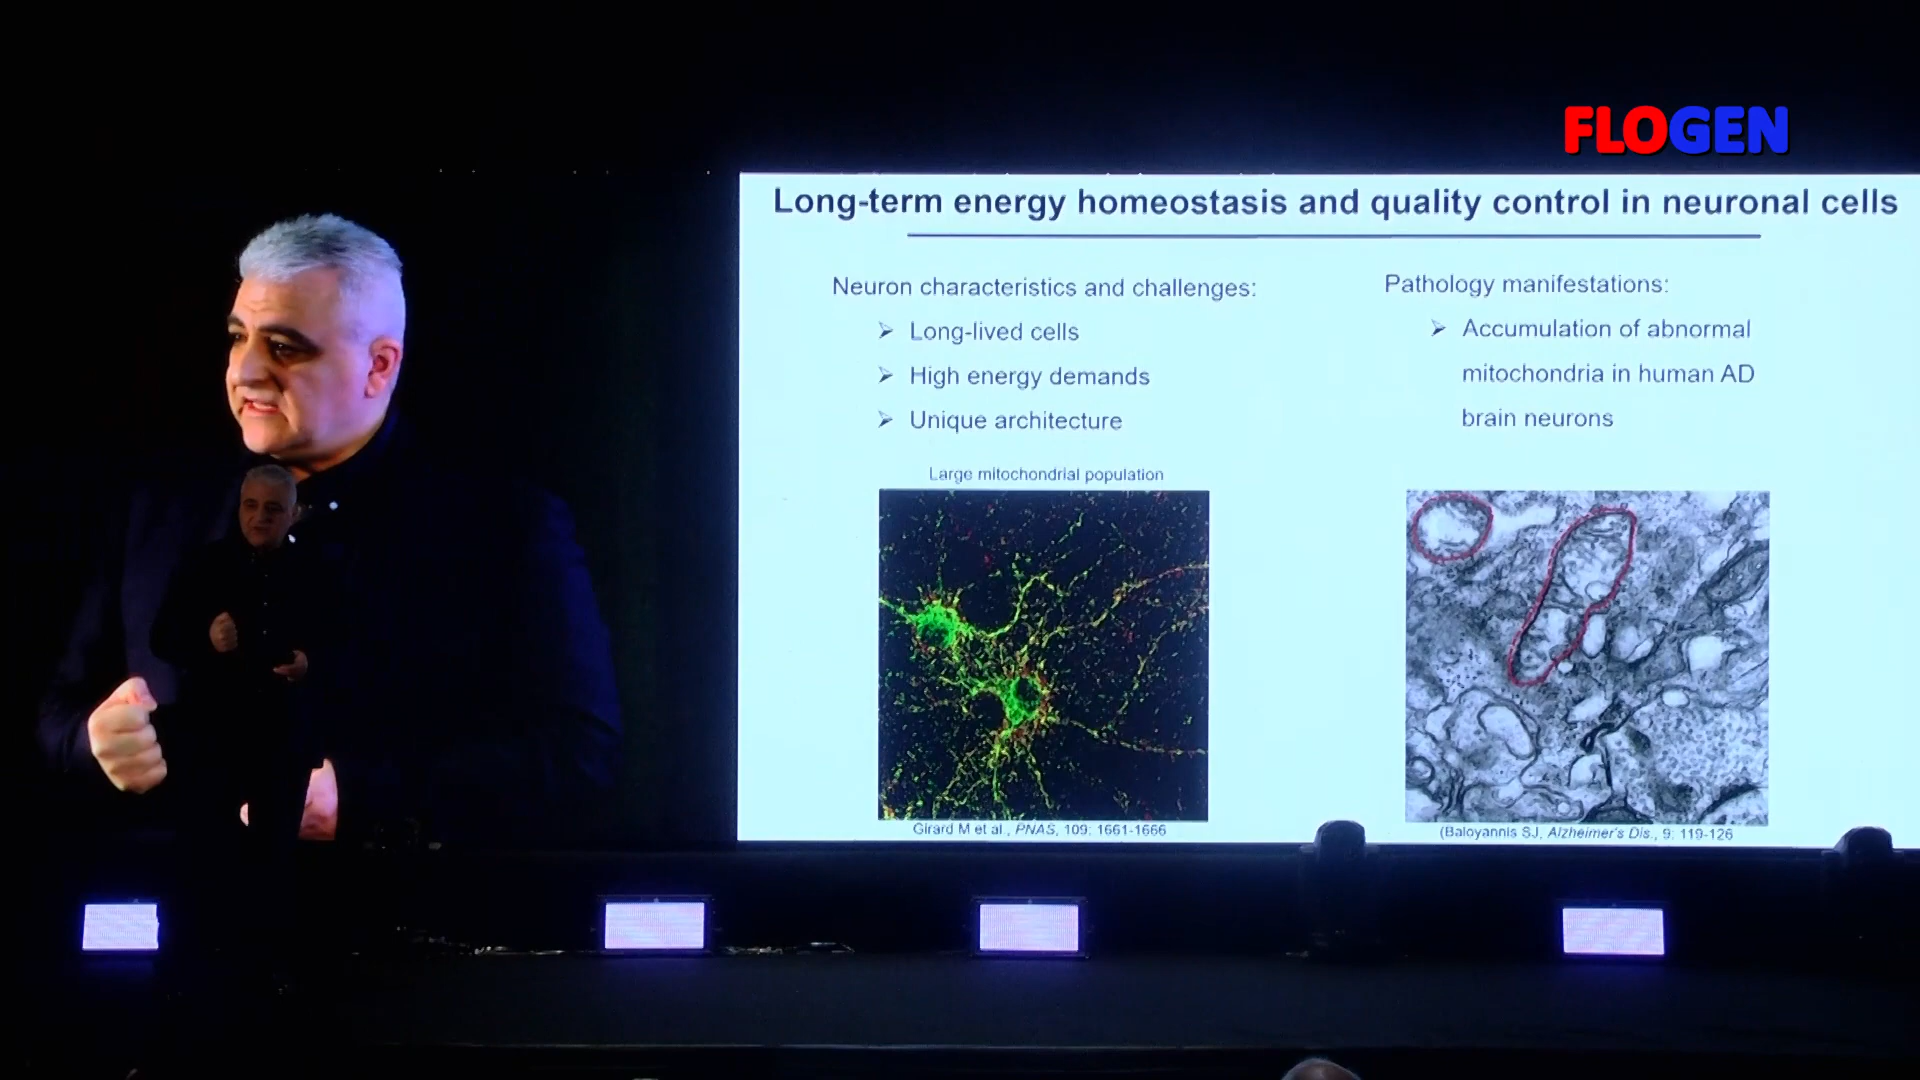 FLOGEN
Long-term energy homeostasis and quality control in neuronal cells
Neuron characteristics and challenges:
➢ Long-lived cells
➢ High energy demands
➢ Unique architecture
Large mitochondrial population
Girard M et al., PNAS, 109: 1661-1666
Pathology manifestations:
➢ Accumulation of abnormal
mitochondria in human AD
brain neurons
(Baloyannis SJ, Alzheimer's Dis., 9: 119-126